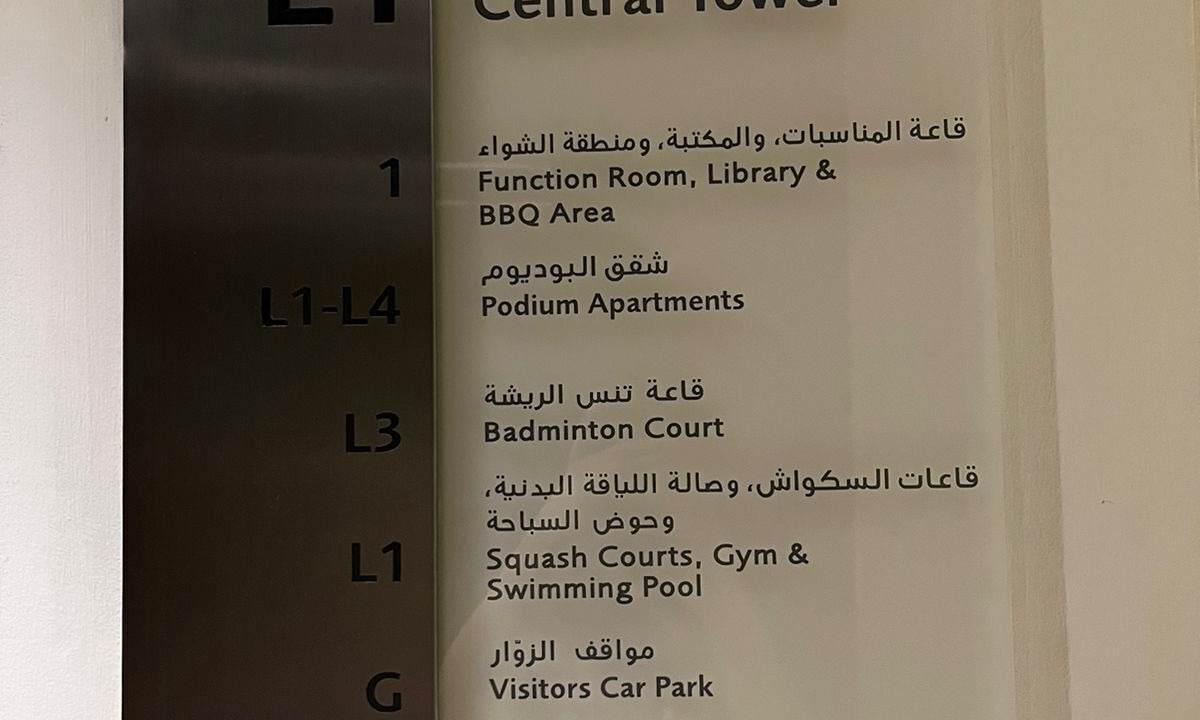 Central Tower
1
قاعة المناسبات، والمكتبة، ومنطقة الشواء
Function Room, Library &
BBQ Area
L1-L4
شقق البوديوم
Podium Apartments
L3
قاعة تنس الريشة
Badminton Court
L1
قاعات السكواش، وصالة اللياقة البدنية،
وحوض السباحة
Squash Courts, Gym &
Swimming Pool
G
مواقف الزوّار
Visitors Car Park